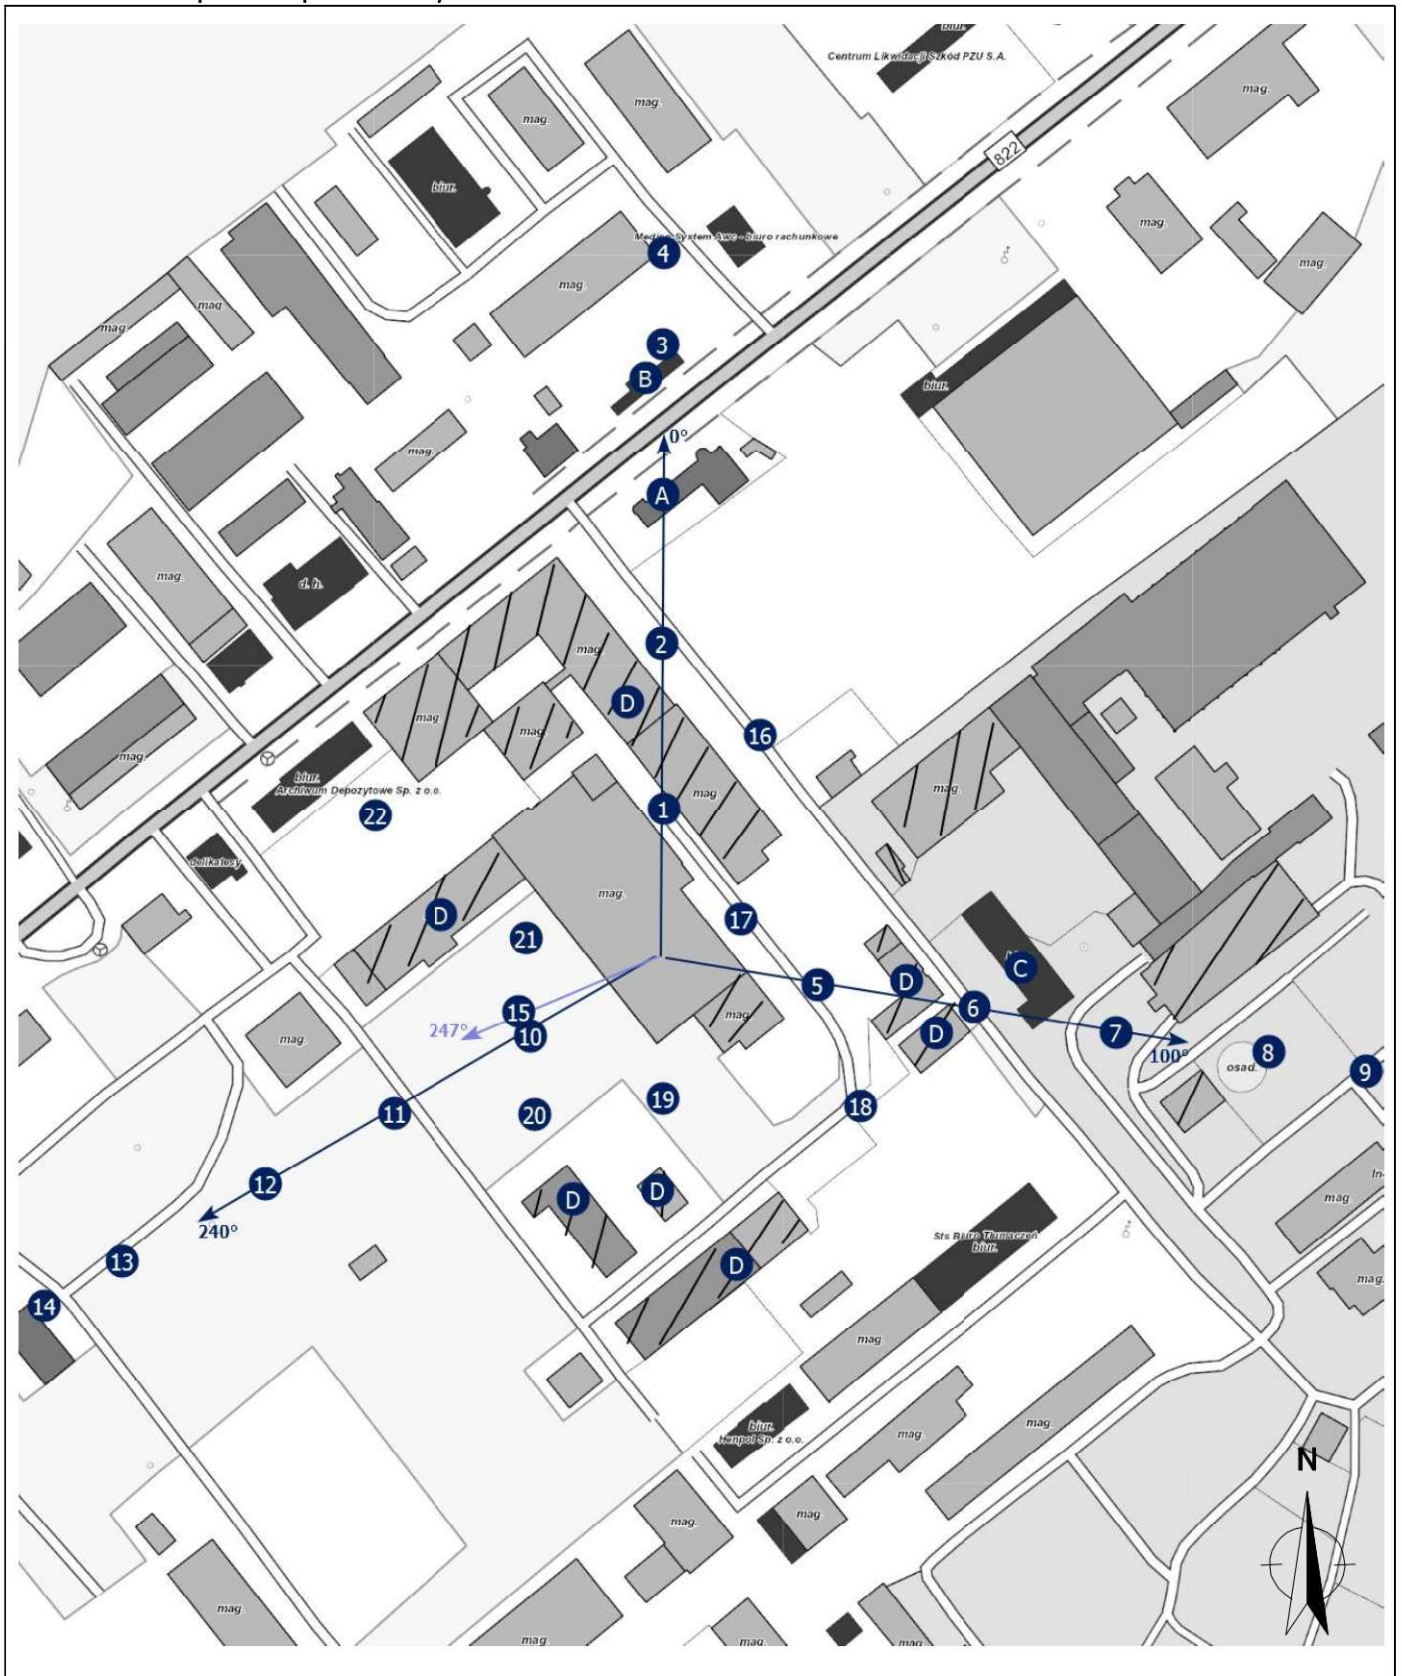 biur.
Centrum Likwidacji Szkód PZU S.A.
mag.
mag.
mag.
822
biur.
mag.
Medica System Awc - biuro rachunkowe
4
mag.
mag.
mag.
mag.
mag.
3
B
biur.
0°
mag.
A
mag.
d. h.
2
mag.
D
mag.
mag.
16
mag.
biur.
Archiwum Depozytowe Sp. z o.o.
mag.
mag.
1
22
delikatesy
mag.
D
17
21
C
D
5
15
6
mag.
247°
10
D
7
mag.
100°
8
osad.
9
19
18
11
20
12
D
D
mag.
240°
Sts Biuro Tłumaczeń
biur.
13
D
mag.
14
mag.
biur.
Henpol Sp. z o.o.
mag.
mag.
N
mag.
mag.
mag.
mag.
mag.
mag.